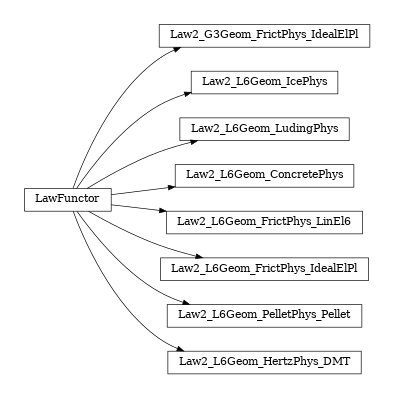 Law2_G3Geom_FrictPhys_IdealElPl
Law2_L6Geom_IcePhys
Law2_L6Geom_LudingPhys
Law2_L6Geom_ConcretePhys
LawFunctor
Law2_L6Geom_FrictPhys_LinEl6
Law2_L6Geom_FrictPhys_IdealElPl
Law2_L6Geom_PelletPhys_Pellet
Law2_L6Geom_HertzPhys_DMT